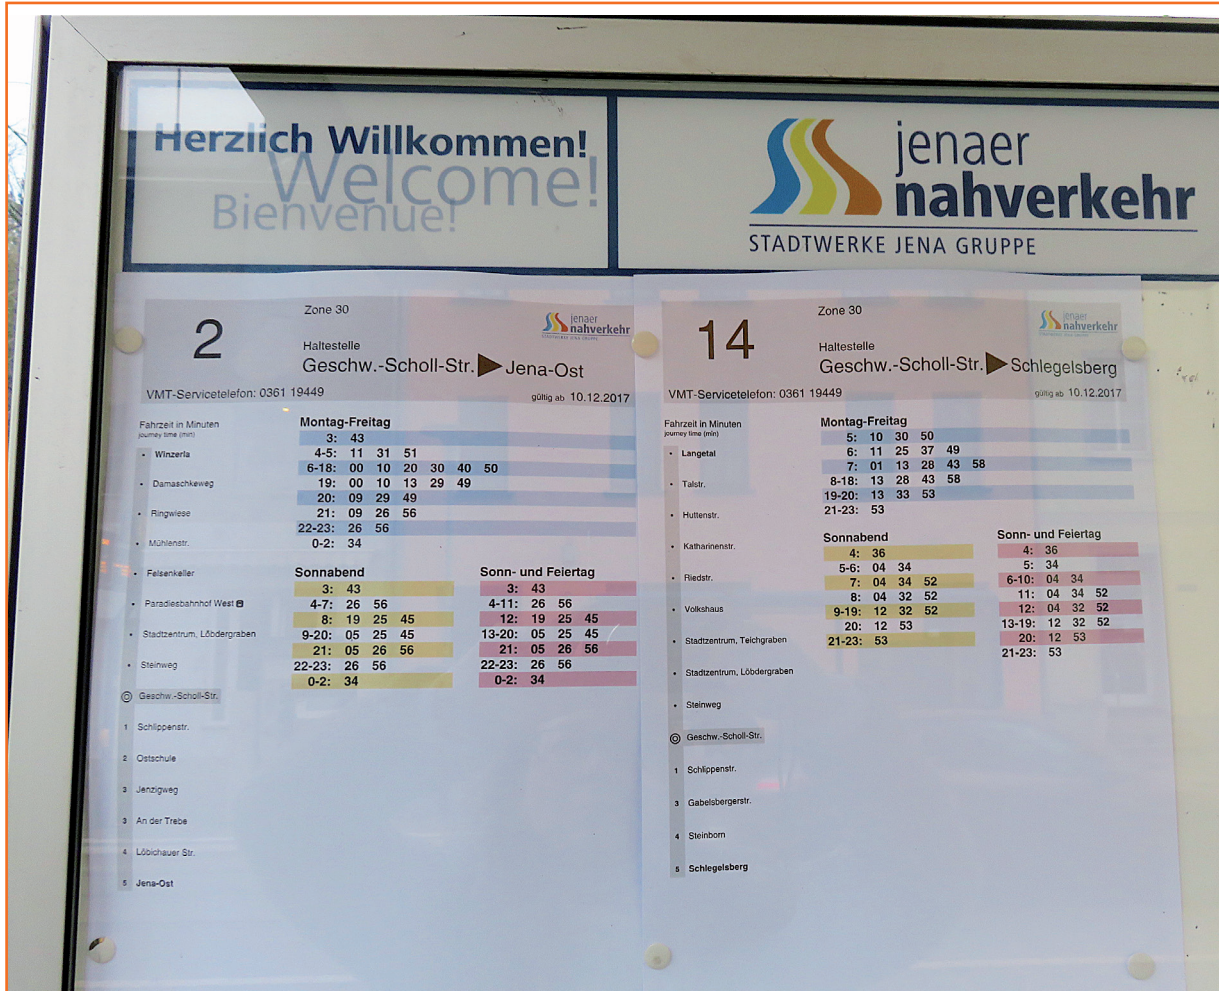 Herzlich Willkommen!
Welcome!
Bienvenue!
jenaer
nahverkehr
STADTWERKE JENA GRUPPE
2
Zone 30
jenaer
nahverkehr
STADTWERKE JENA GRUPPE
Haltestelle
Geschw.-Scholl-Str. ▶ Jena-Ost
VMT-Servicetelefon: 0361 19449
gültig ab 10.12.2017
Fahrzeit in Minuten
journey time (min)
• Winzerla
• Damaschkeweg
• Ringwiese
• Mühlenstr.
• Felsenkeller
• Paradiesbahnhof West
• Stadtzentrum, Löbdergraben
• Steinweg
Geschw.-Scholl-Str.
1 Schlippenstr.
2 Ostschule
3 Jenzigweg
3 An der Trebe
4 Löbichauer Str.
5 Jena-Ost
Montag-Freitag
3: 43
4-5: 11 31 51
6-18: 00 10 20 30 40 50
19: 00 10 13 29 49
20: 09 29 49
21: 09 26 56
22-23: 26 56
0-2: 34
Sonnabend
3: 43
4-7: 26 56
8: 19 25 45
9-20: 05 25 45
21: 05 26 56
22-23: 26 56
0-2: 34
Sonn- und Feiertag
3: 43
4-11: 26 56
12: 19 25 45
13-20: 05 25 45
21: 05 26 56
22-23: 26 56
0-2: 34
14
Zone 30
jenaer
nahverkehr
STADTWERKE JENA GRUPPE
Haltestelle
Geschw.-Scholl-Str. ▶ Schlegelsberg
VMT-Servicetelefon: 0361 19449
gültig ab 10.12.2017
Fahrzeit in Minuten
journey time (min)
• Langetal
• Talstr.
• Huttenstr.
• Katharinenstr.
• Riedstr.
• Volkshaus
• Stadtzentrum, Teichgraben
• Stadtzentrum, Löbdergraben
• Steinweg
Geschw.-Scholl-Str.
1 Schlippenstr.
3 Gabelsbergerstr.
4 Steinborn
5 Schlegelsberg
Montag-Freitag
5: 10 30 50
6: 11 25 37 49
7: 01 13 28 43 58
8-18: 13 28 43 58
19-20: 13 33 53
21-23: 53
Sonnabend
4: 36
5-6: 04 34
7: 04 34 52
8: 04 32 52
9-19: 12 32 52
20: 12 53
21-23: 53
Sonn- und Feiertag
4: 36
5: 34
6-10: 04 34
11: 04 34 52
12: 04 32 52
13-19: 12 32 52
20: 12 53
21-23: 53